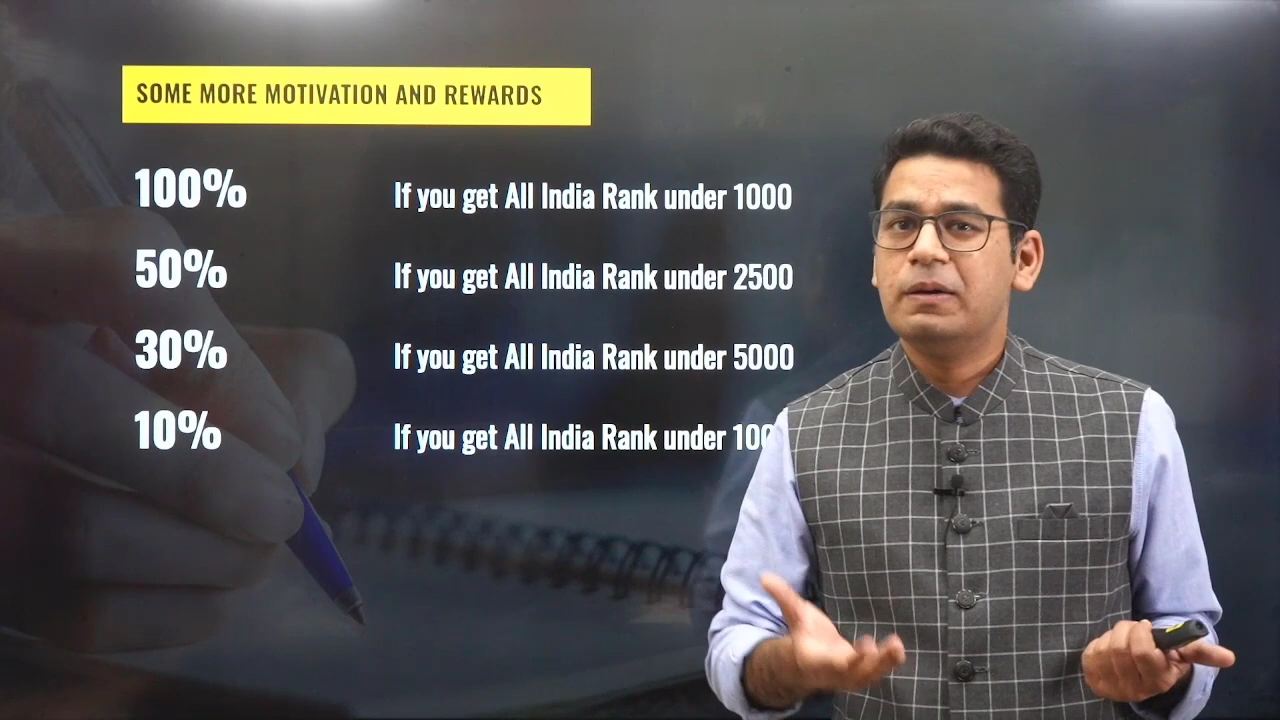 SOME MORE MOTIVATION AND REWARDS
100% If you get All India Rank under 1000
50% If you get All India Rank under 2500
30% If you get All India Rank under 5000
10% If you get All India Rank under